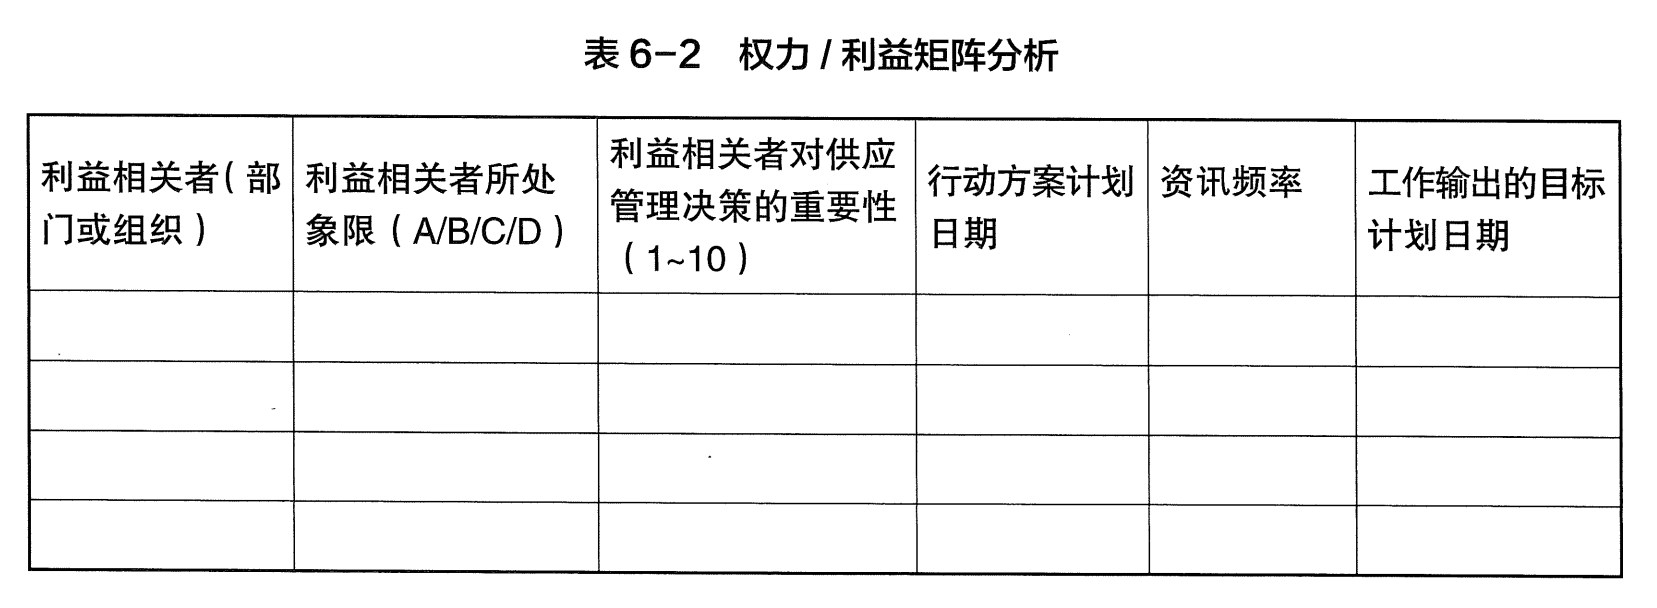 表 6-2 权力 / 利益矩阵分析
利益相关者( 部
门或组织 )
利益相关者所处
象限 ( A/B/C/D )
利益相关者对供应
管理决策的重要性
( 1~10 )
行动方案计划
日期
资讯频率
工作输出的目标
计划日期